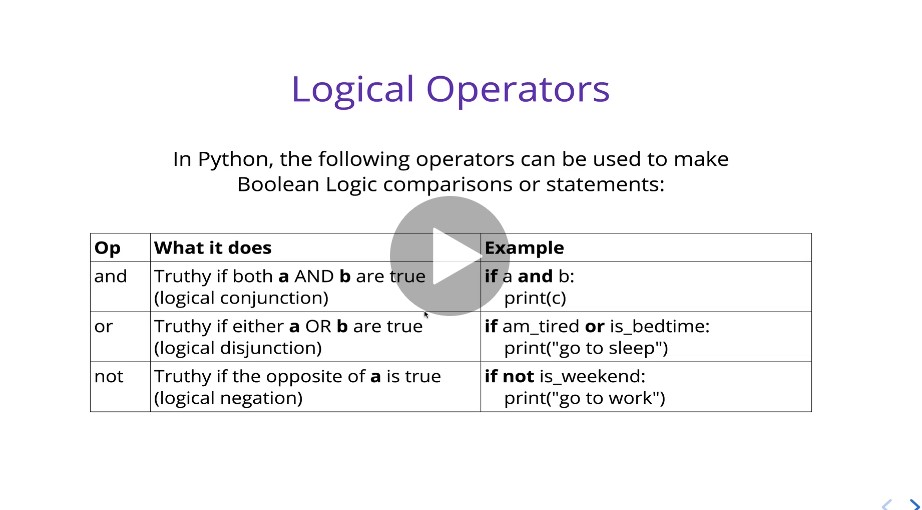 Logical Operators
In Python, the following operators can be used to make
Boolean Logic comparisons or statements:
Op What it does Example
and Truthy if both a AND b are true if a and b:
(logical conjunction) print(c)
or Truthy if either a OR b are true if am_tired or is_bedtime:
(logical disjunction) print("go to sleep")
not Truthy if the opposite of a is true if not is_weekend:
(logical negation) print("go to work")